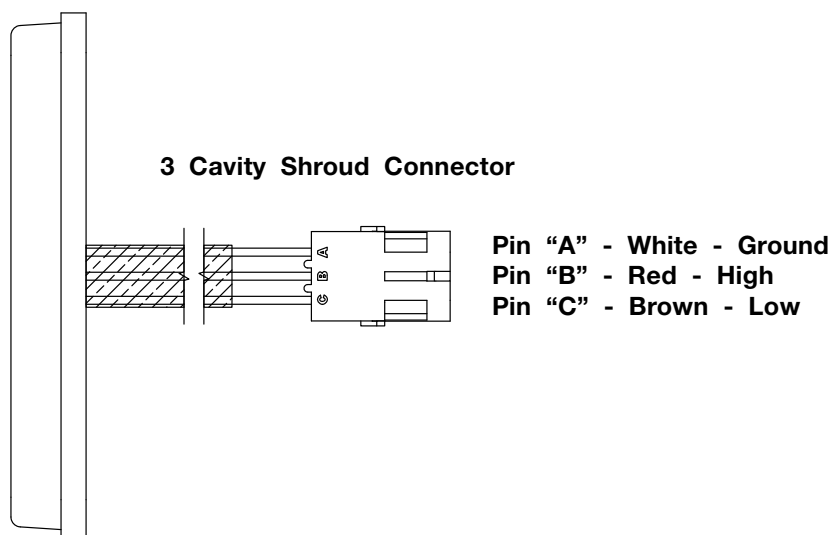 3 Cavity Shroud Connector
A
B
C
Pin “A” - White - Ground
Pin “B” - Red - High
Pin “C” - Brown - Low